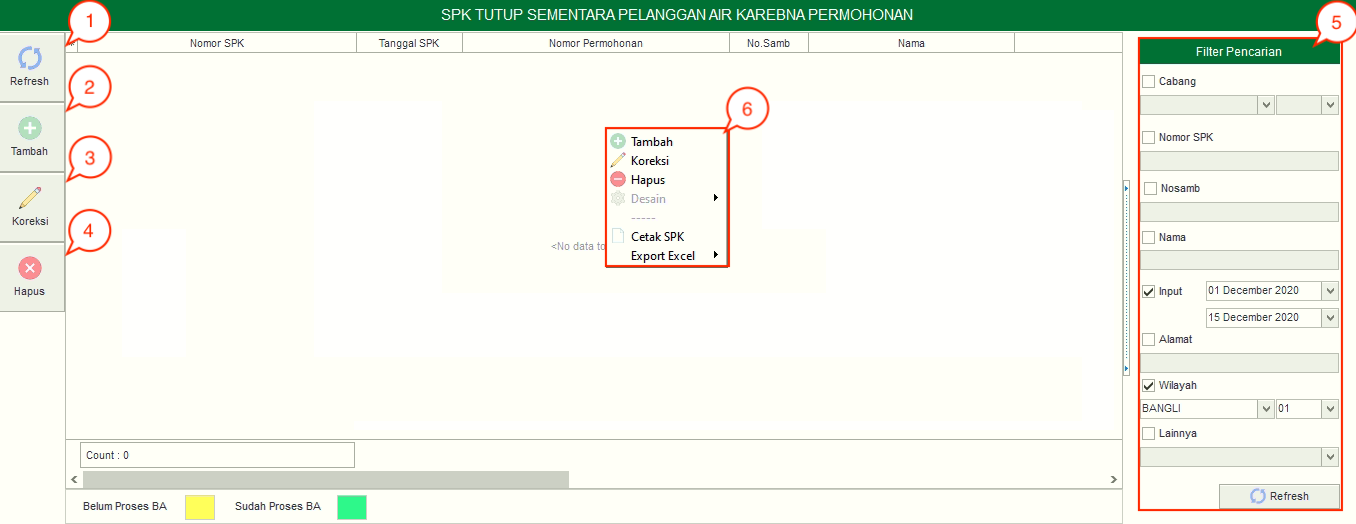 SPK TUTUP SEMENTARA PELANGGAN AIR KAREBNA PERMOHONAN
1
2
3
4
5
6
Refresh
Tambah
Koreksi
Hapus
Nomor SPK
Tanggal SPK
Nomor Permohonan
No.Samb
Nama
<No data to
Tambah
Koreksi
Hapus
Desain
-----
Cetak SPK
Export Excel
Count : 0
Belum Proses BA
Sudah Proses BA
Filter Pencarian
Cabang
Nomor SPK
Nosamb
Nama
Input
01 December 2020
15 December 2020
Alamat
Wilayah
BANGLI
01
Lainnya
Refresh